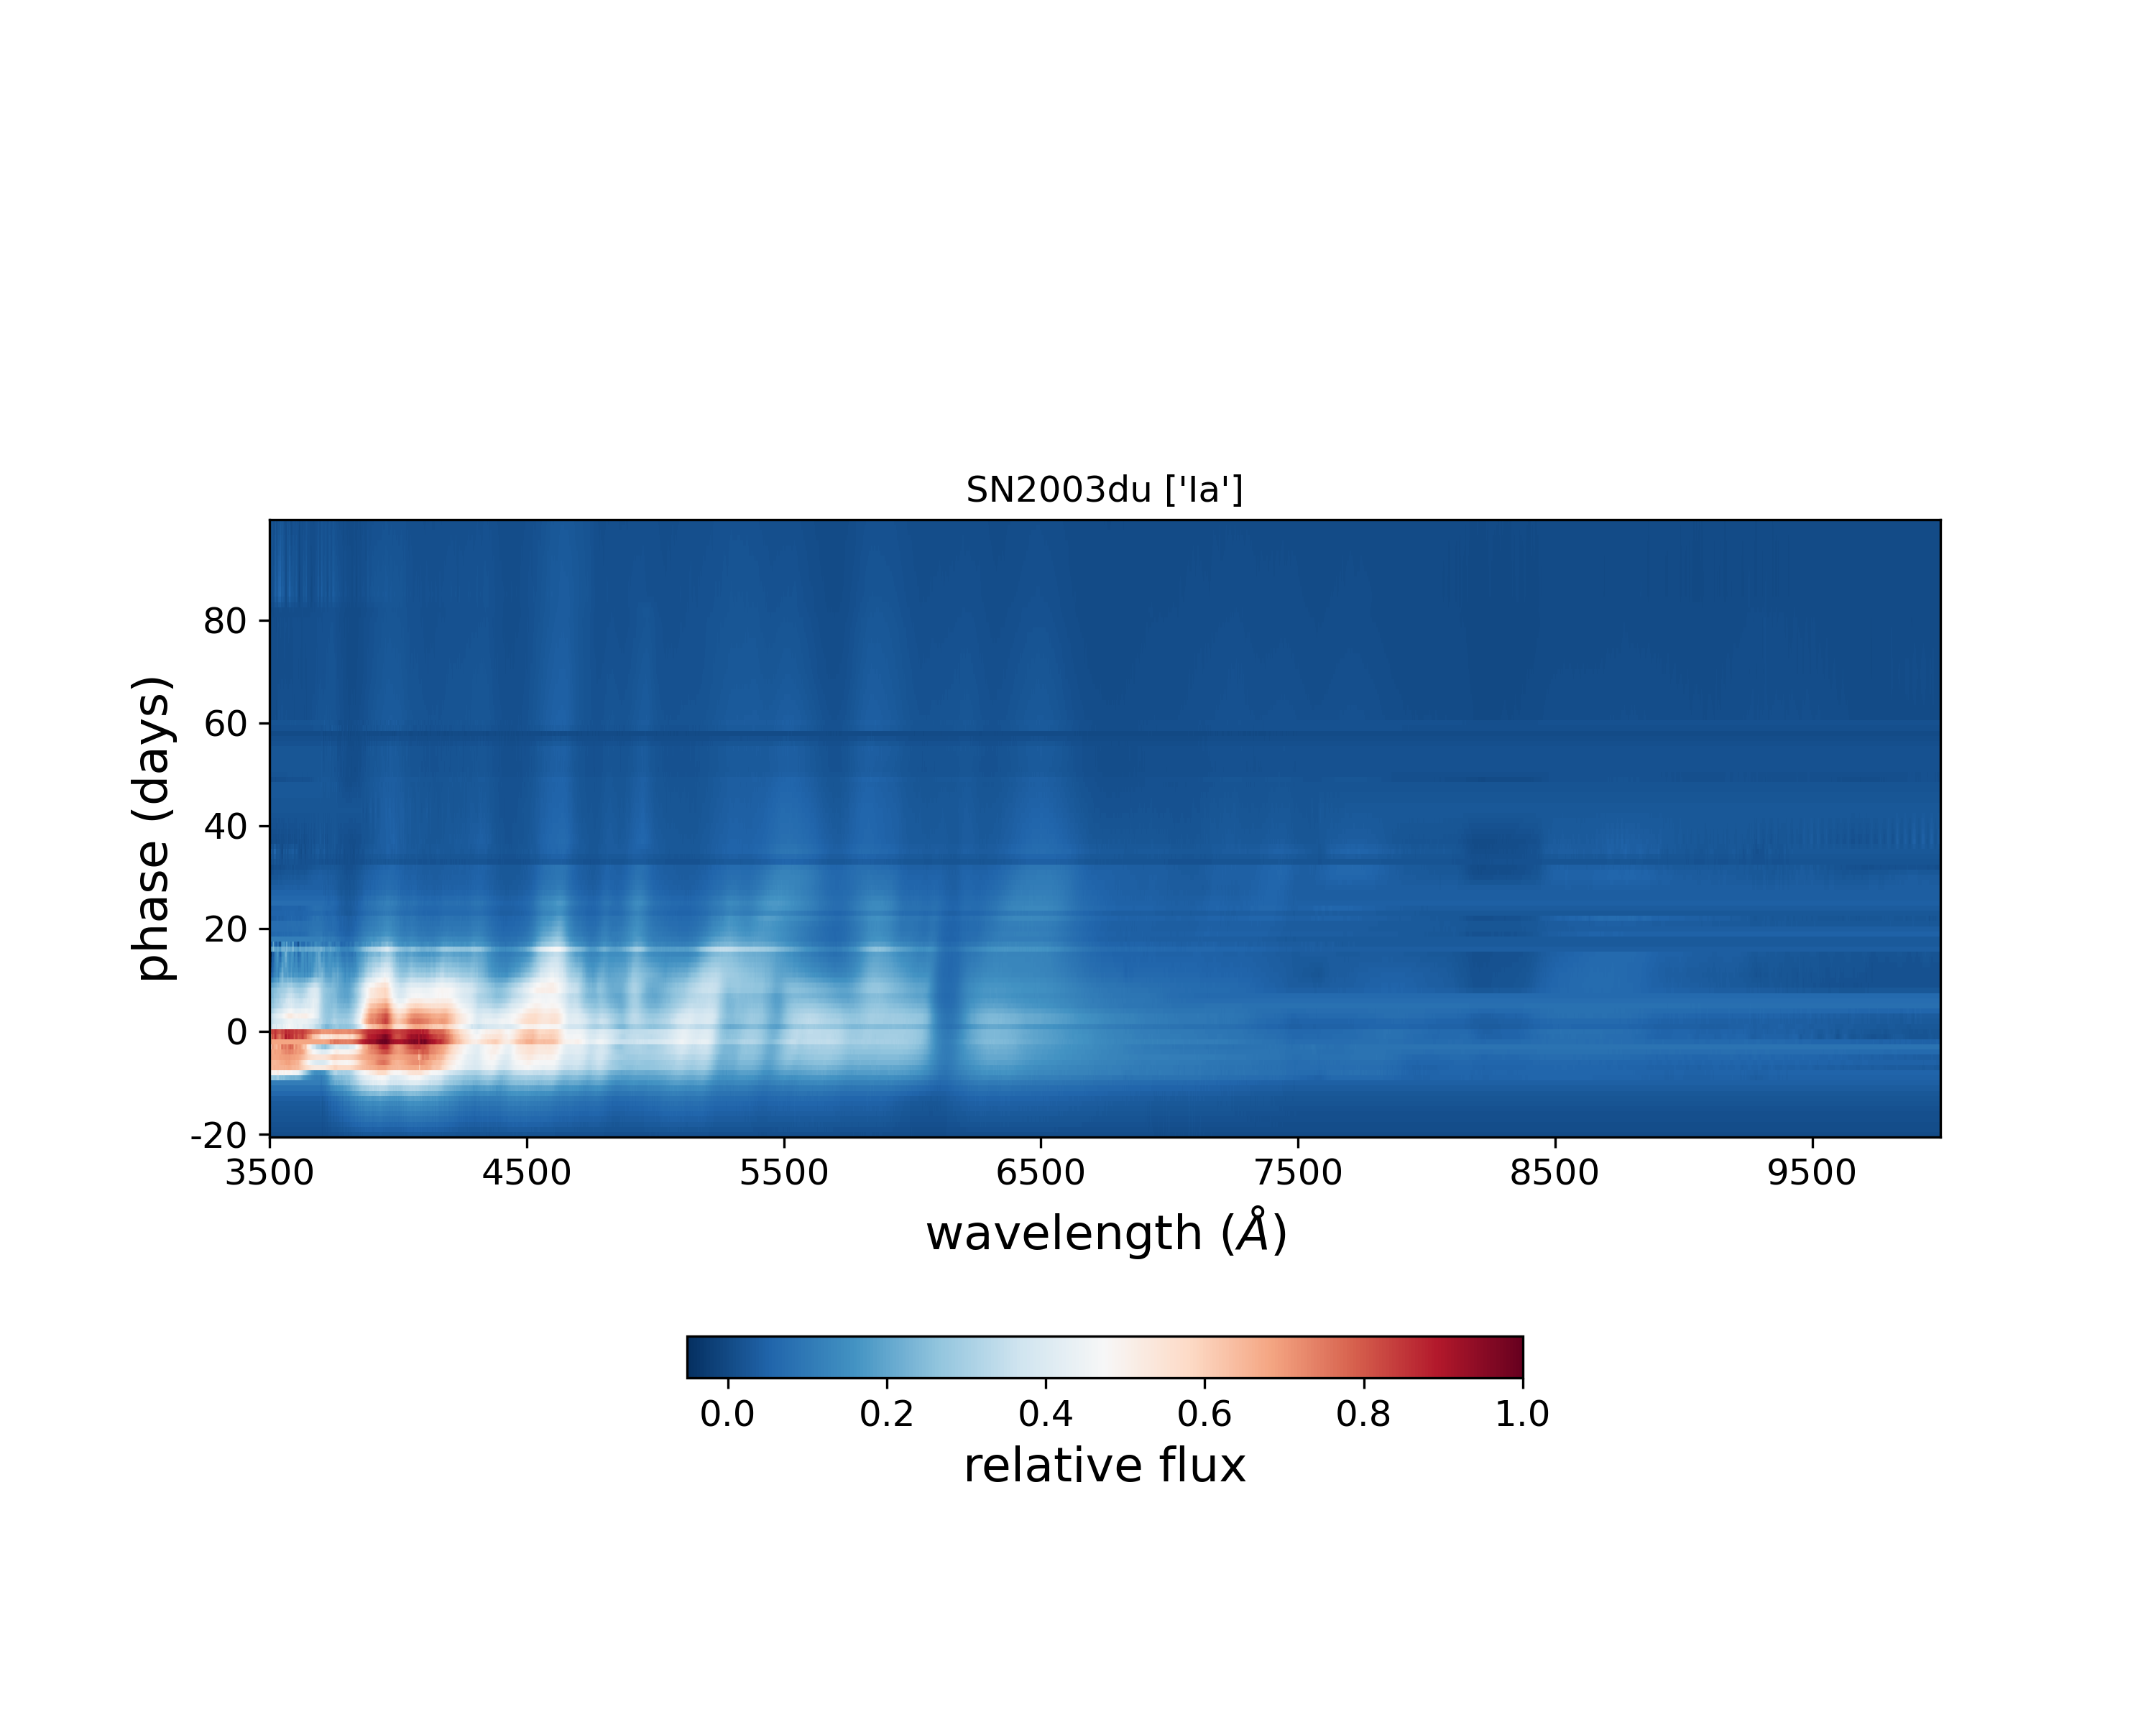 SN2003du ['Ia']
phase (days)
80
60
40
20
0
-20
3500 4500 5500 6500 7500 8500 9500
wavelength (Å)
0.0 0.2 0.4 0.6 0.8 1.0
relative flux